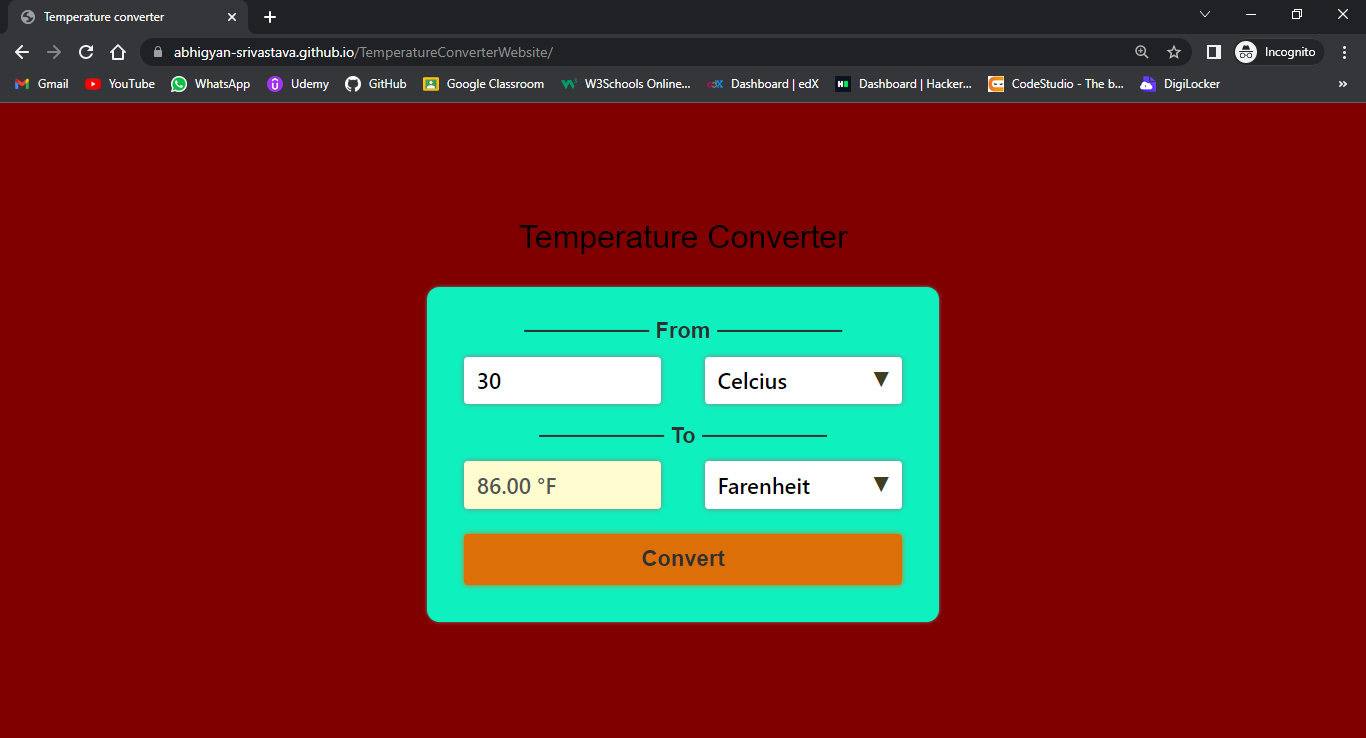 Temperature converter
abhigyan-srivastava.github.io/TemperatureConverterWebsite/
Incognito
Gmail YouTube WhatsApp Udemy GitHub Google Classroom W3Schools Online... Dashboard | edX Dashboard | Hacker... CodeStudio - The b... DigiLocker »
Temperature Converter
From
30 Celcius
To
86.00 °F Farenheit
Convert